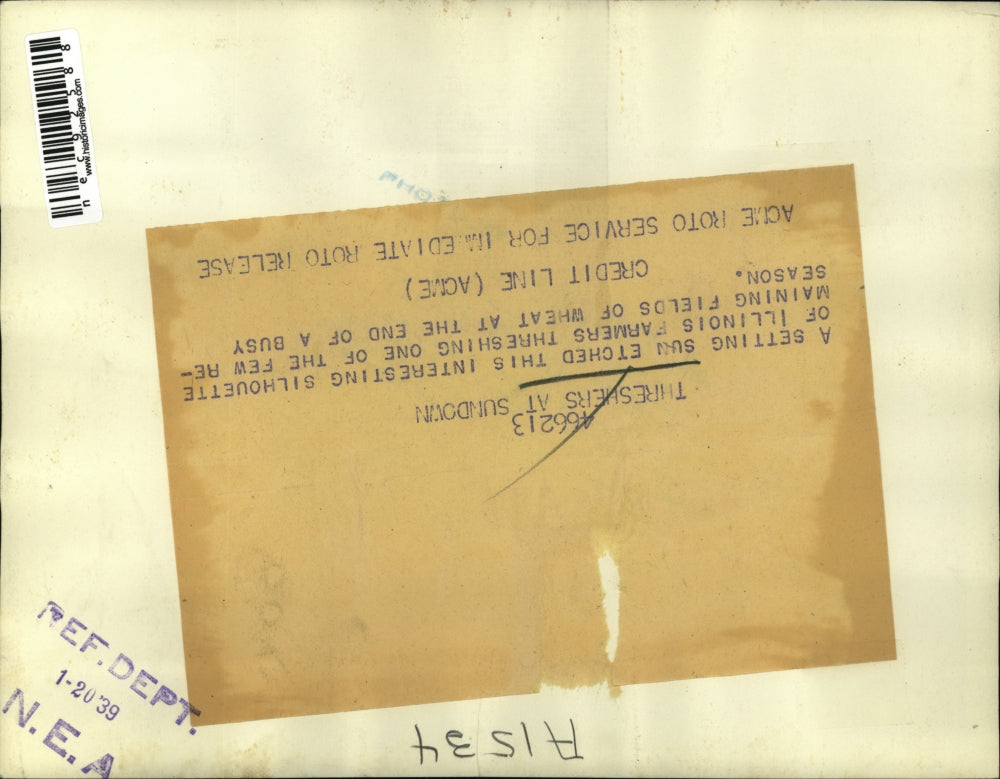 466213
THRESHERS AT SUNDOWN
A SETTING SUN ETCHED THIS INTERESTING SILHOUETTE
OF ILLINOIS FARMERS THRESHING ONE OF THE FEW RE-
MAINING FIELDS OF WHEAT AT THE END OF A BUSY
SEASON.
CREDIT LINE (ACME)
ACME ROTO SERVICE FOR IMMEDIATE ROTO RELEASE
nec92588
www.historicimages.com
REF.DEPT.
1-20'39
N.E.A